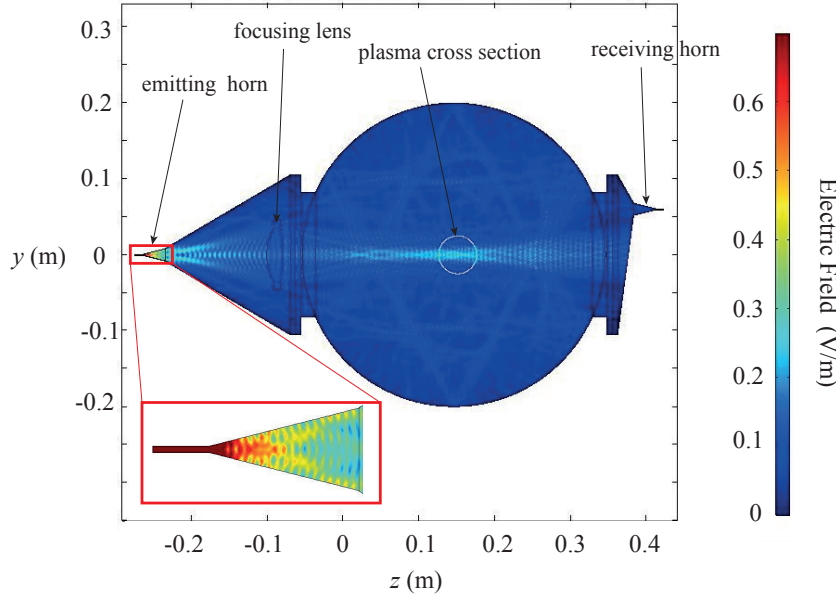 focusing lens
plasma cross section
receiving horn
emitting horn
0.3
0.2
0.1
0
-0.1
-0.2
y (m)
-0.2
-0.1
0
0.1
0.2
0.3
0.4
z (m)
0.6
0.5
0.4
0.3
0.2
0.1
0
Electric Field (V/m)